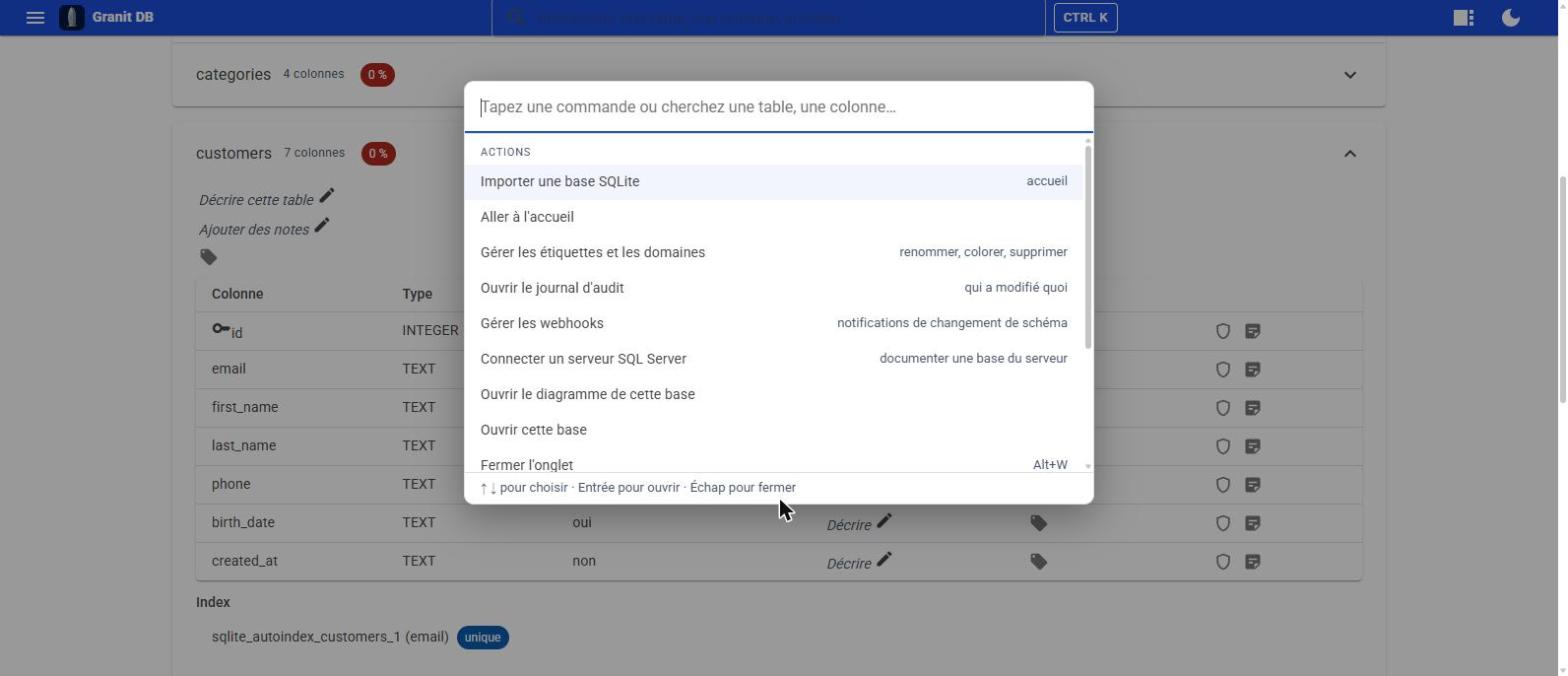 Granit DB
CTRL K
categories 4 colonnes 0 %
Tapez une commande ou cherchez une table, une colonne…
customers 7 colonnes 0 %
ACTIONS
Importer une base SQLite accueil
Décrire cette table
Aller à l'accueil
Ajouter des notes
Gérer les étiquettes et les domaines renommer, colorer, supprimer
Ouvrir le journal d'audit qui a modifié quoi
Colonne Type
Gérer les webhooks notifications de changement de schéma
id INTEGER
Connecter un serveur SQL Server documenter une base du serveur
email TEXT
Ouvrir le diagramme de cette base
first_name TEXT
Ouvrir cette base
last_name TEXT
Fermer l'onglet Alt+W
phone TEXT
↑↓ pour choisir · Entrée pour ouvrir · Échap pour fermer
birth_date TEXT oui Décrire
created_at TEXT non Décrire
Index
sqlite_autoindex_customers_1 (email) unique